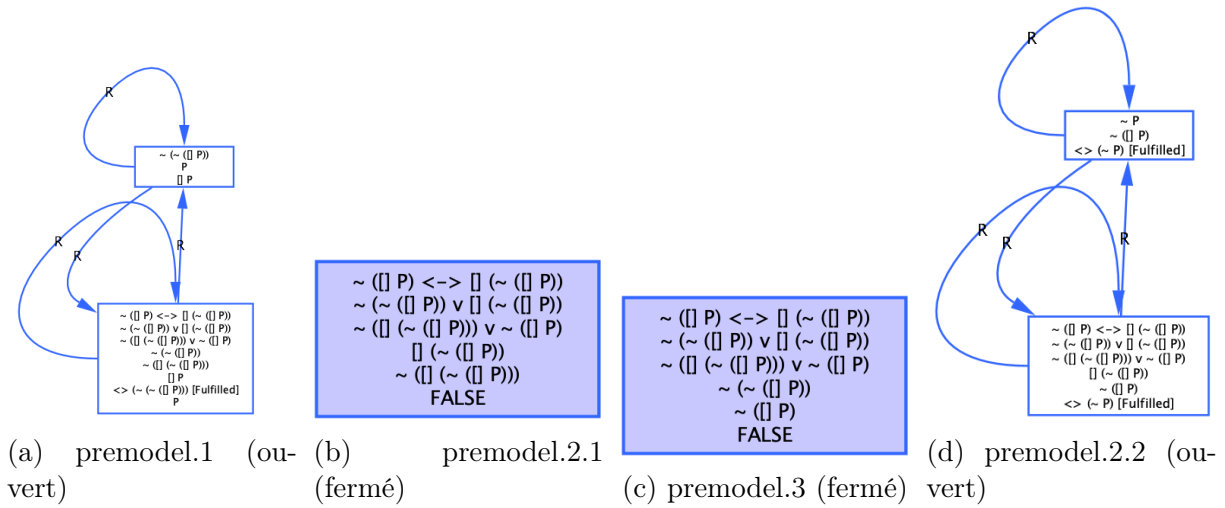 R
~ (~ ([] P))
P
[] P
R
R
R
~ ([] P) <-> [] (~ ([] P))
~ (~ ([] P)) v [] (~ ([] P))
~ ([] (~ ([] P))) v ~ ([] P)
~ (~ ([] P))
~ ([] (~ ([] P)))
[] P
<> (~ (~ ([] P))) [Fulfilled]
P
(a) premodel.1 (ou-
vert)
~ ([] P) <-> [] (~ ([] P))
~ (~ ([] P)) v [] (~ ([] P))
~ ([] (~ ([] P))) v ~ ([] P)
[] (~ ([] P))
~ ([] (~ ([] P)))
FALSE
(b) premodel.2.1
(fermé)
~ ([] P) <-> [] (~ ([] P))
~ (~ ([] P)) v [] (~ ([] P))
~ ([] (~ ([] P))) v ~ ([] P)
~ (~ ([] P))
~ ([] P)
FALSE
(c) premodel.3 (fermé)
R
~ P
~ ([] P)
<> (~ P) [Fulfilled]
R
R
R
~ ([] P) <-> [] (~ ([] P))
~ (~ ([] P)) v [] (~ ([] P))
~ ([] (~ ([] P))) v ~ ([] P)
[] (~ ([] P))
~ ([] P)
<> (~ P) [Fulfilled]
(d) premodel.2.2 (ou-
vert)